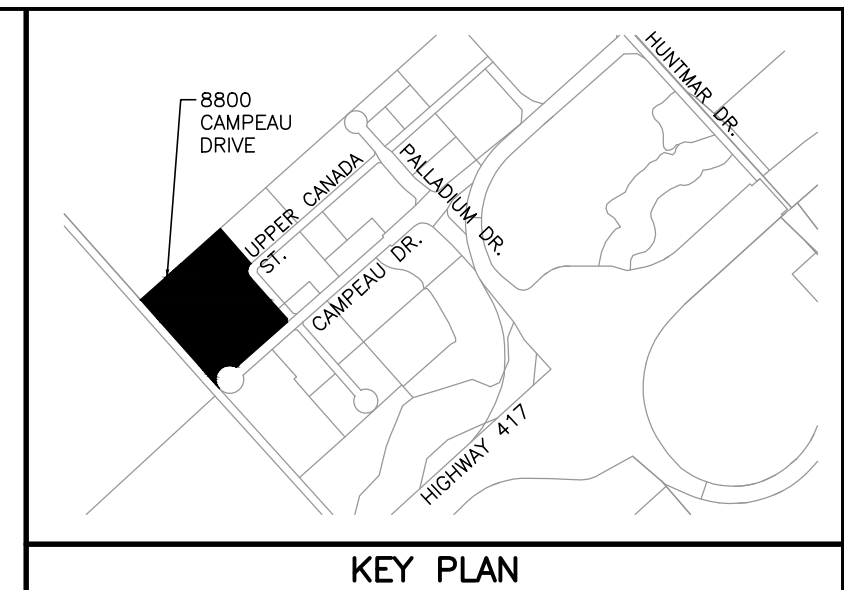 8800
CAMPEAU
DRIVE
HUNTMAR DR.
UPPER CANADA
ST.
PALLADIUM DR.
CAMPEAU DR.
HIGHWAY 417
KEY PLAN